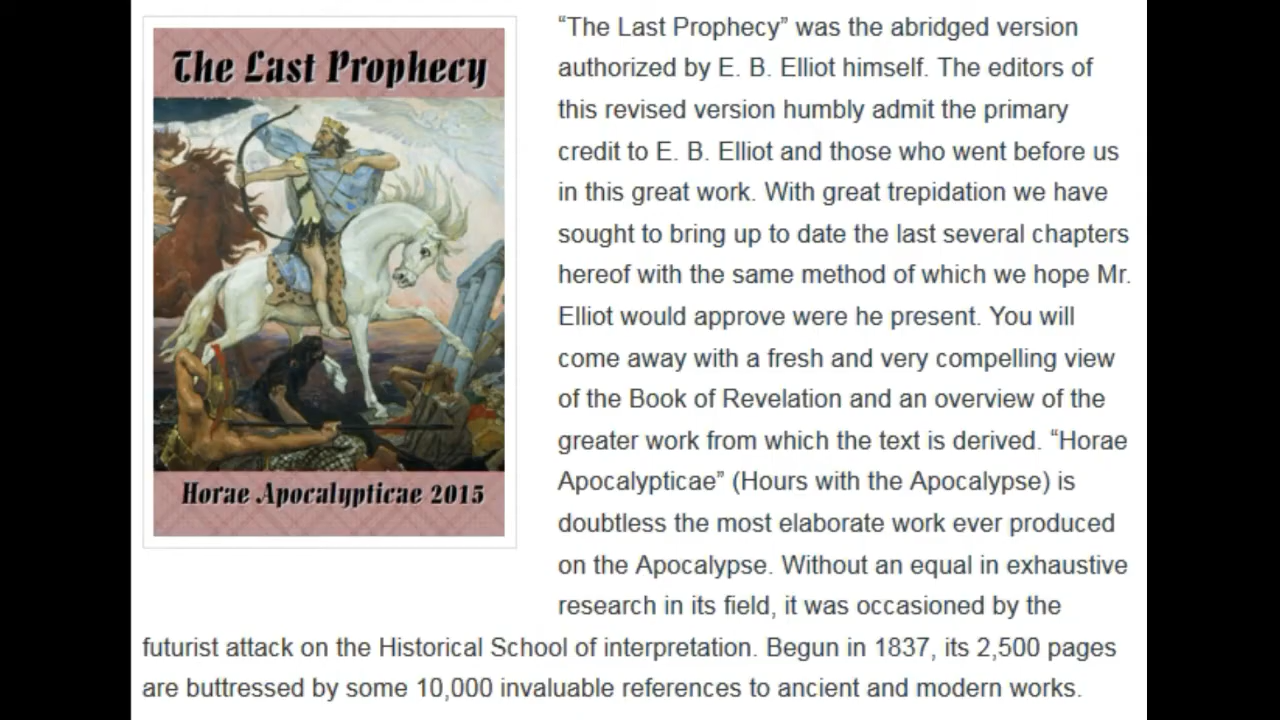 The Last Prophecy
Horae Apocalypticae 2015
“The Last Prophecy” was the abridged version
authorized by E. B. Elliot himself. The editors of
this revised version humbly admit the primary
credit to E. B. Elliot and those who went before us
in this great work. With great trepidation we have
sought to bring up to date the last several chapters
hereof with the same method of which we hope Mr.
Elliot would approve were he present. You will
come away with a fresh and very compelling view
of the Book of Revelation and an overview of the
greater work from which the text is derived. “Horae
Apocalypticae” (Hours with the Apocalypse) is
doubtless the most elaborate work ever produced
on the Apocalypse. Without an equal in exhaustive
research in its field, it was occasioned by the
futurist attack on the Historical School of interpretation. Begun in 1837, its 2,500 pages
are buttressed by some 10,000 invaluable references to ancient and modern works.